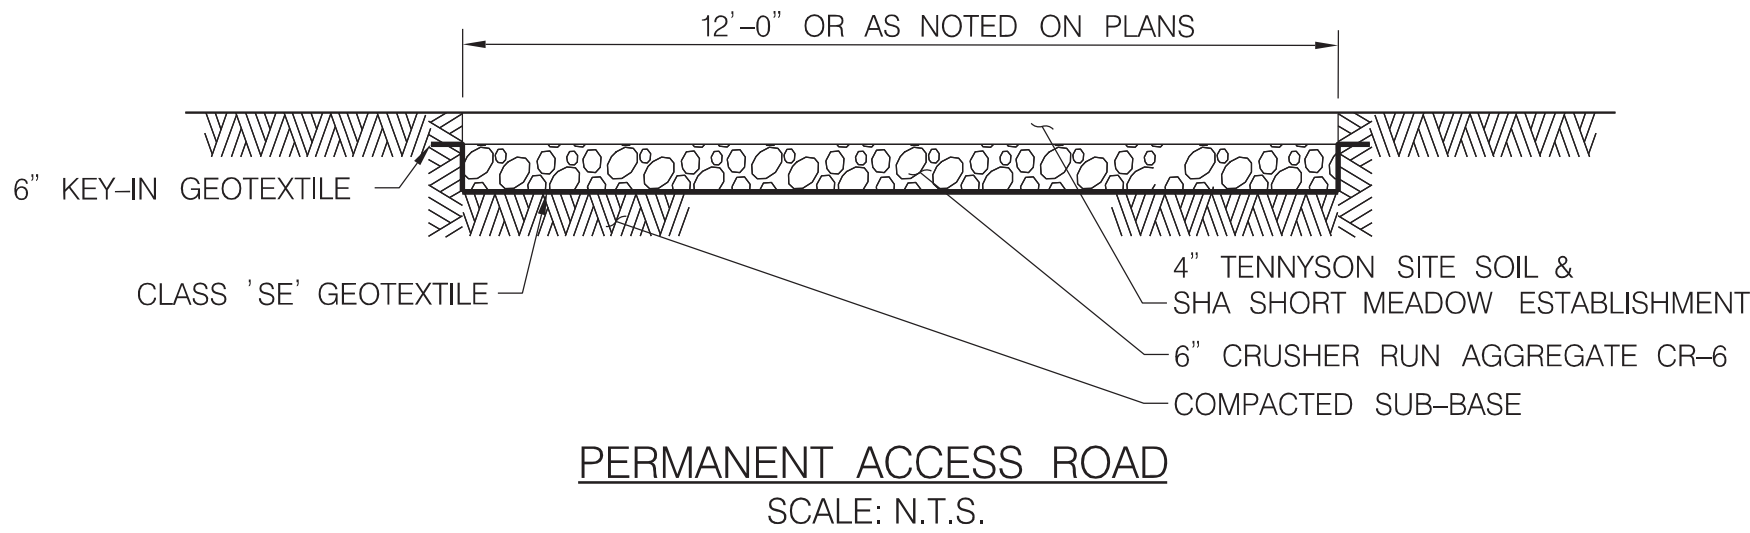 12'-0" OR AS NOTED ON PLANS
6" KEY-IN GEOTEXTILE
CLASS 'SE' GEOTEXTILE
4" TENNYSON SITE SOIL &
SHA SHORT MEADOW ESTABLISHMENT
6" CRUSHER RUN AGGREGATE CR-6
COMPACTED SUB-BASE
PERMANENT ACCESS ROAD
SCALE: N.T.S.